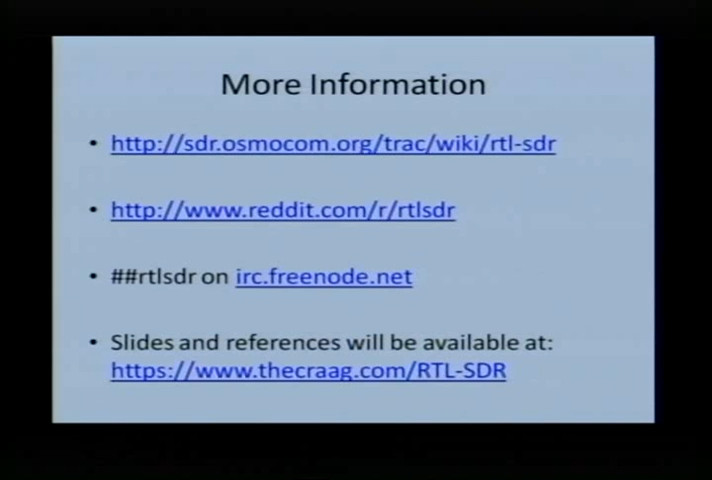 More Information
• http://sdr.osmocom.org/trac/wiki/rtl-sdr
• http://www.reddit.com/r/rtlsdr
• ##rtlsdr on irc.freenode.net
• Slides and references will be available at:
https://www.thecraag.com/RTL-SDR